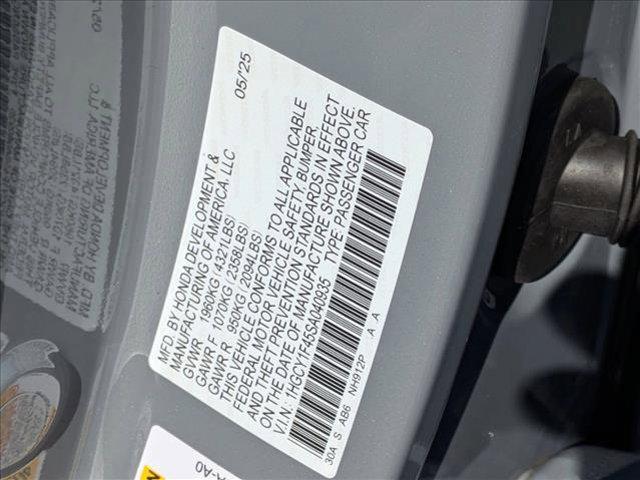 MFD. BY HONDA DEVELOPMENT & 05/25
MANUFACTURING OF AMERICA, LLC
GVWR 1960KG(4321LBS)
GAWR F 1070KG(2358LBS)
GAWR R 950KG(2094LBS)
THIS VEHICLE CONFORMS TO ALL APPLICABLE
FEDERAL MOTOR VEHICLE SAFETY, BUMPER,
AND THEFT PREVENTION STANDARDS IN EFFECT
ON THE DATE OF MANUFACTURE SHOWN ABOVE.
V.I.N.: 1HGCY1F45SA040935 TYPE: PASSENGER CAR
30A S AB6 NH912P A A
A-A0